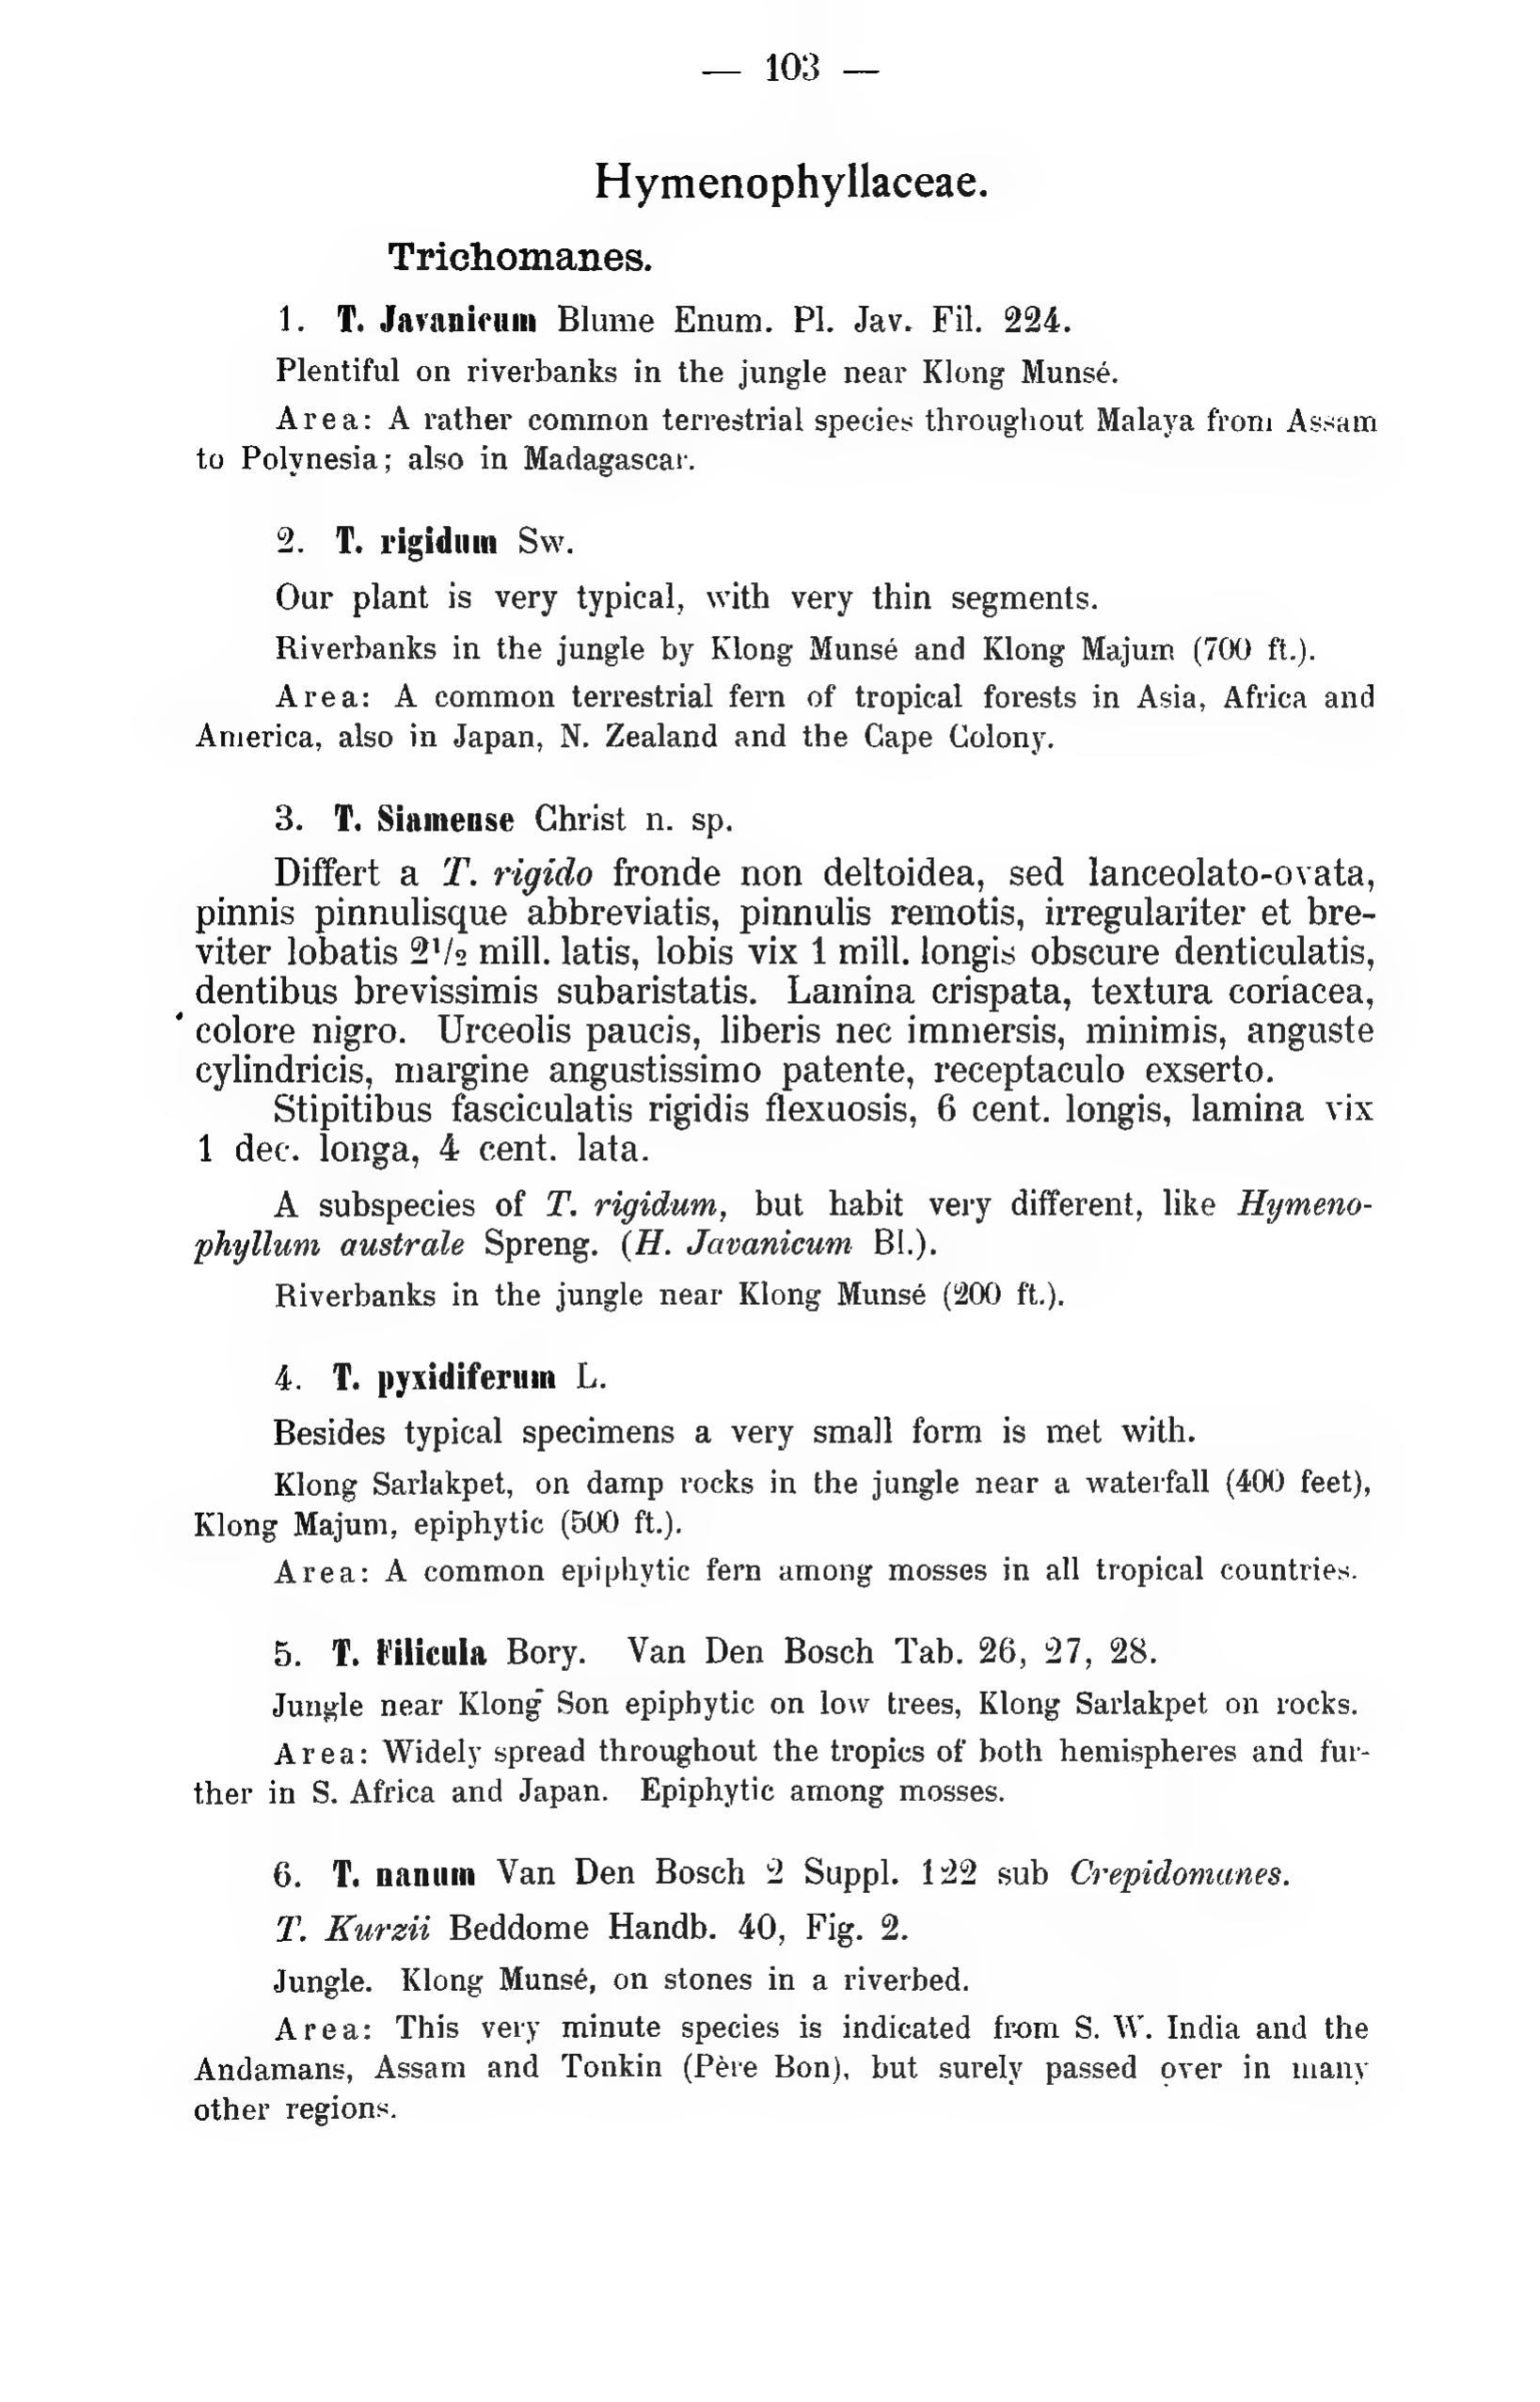 — 103 —
Hymenophyllaceae.
Trichomanes.
1. T. Javanicum Blume Enum. Pl. Jav. Fil. 224.
Plentiful on riverbanks in the jungle near Klong Munsé.
Area: A rather common terrestrial species throughout Malaya from Assam
to Polynesia; also in Madagascar.
2. T. rigidum Sw.
Our plant is very typical, with very thin segments.
Riverbanks in the jungle by Klong Munsé and Klong Majum (700 ft.).
Area: A common terrestrial fern of tropical forests in Asia, Africa and
America, also in Japan, N. Zealand and the Cape Colony.
3. T. Siamense Christ n. sp.
Differt a T. rigido fronde non deltoidea, sed lanceolato-ovata,
pinnis pinnulisque abbreviatis, pinnulis remotis, irregulariter et bre-
viter lobatis 2¹/₂ mill. latis, lobis vix 1 mill. longis obscure denticulatis,
dentibus brevissimis subaristatis. Lamina crispata, textura coriacea,
colore nigro. Urceolis paucis, liberis nec immersis, minimis, anguste
cylindricis, margine angustissimo patente, receptaculo exserto.
Stipitibus fasciculatis rigidis flexuosis, 6 cent. longis, lamina vix
1 dec. longa, 4 cent. lata.
A subspecies of T. rigidum, but habit very different, like Hymeno-
phyllum australe Spreng. (H. Javanicum Bl.).
Riverbanks in the jungle near Klong Munsé (200 ft.).
4. T. pyxidiferum L.
Besides typical specimens a very small form is met with.
Klong Sarlakpet, on damp rocks in the jungle near a waterfall (400 feet),
Klong Majum, epiphytic (500 ft.).
Area: A common epiphytic fern among mosses in all tropical countries.
5. T. Filicula Bory. Van Den Bosch Tab. 26, 27, 28.
Jungle near Klong Son epiphytic on low trees, Klong Sarlakpet on rocks.
Area: Widely spread throughout the tropics of both hemispheres and fur-
ther in S. Africa and Japan. Epiphytic among mosses.
6. T. nanum Van Den Bosch 2 Suppl. 122 sub Crepidomanes.
T. Kurzii Beddome Handb. 40, Fig. 2.
Jungle. Klong Munsé, on stones in a riverbed.
Area: This very minute species is indicated from S. W. India and the
Andamans, Assam and Tonkin (Père Bon), but surely passed over in many
other regions.